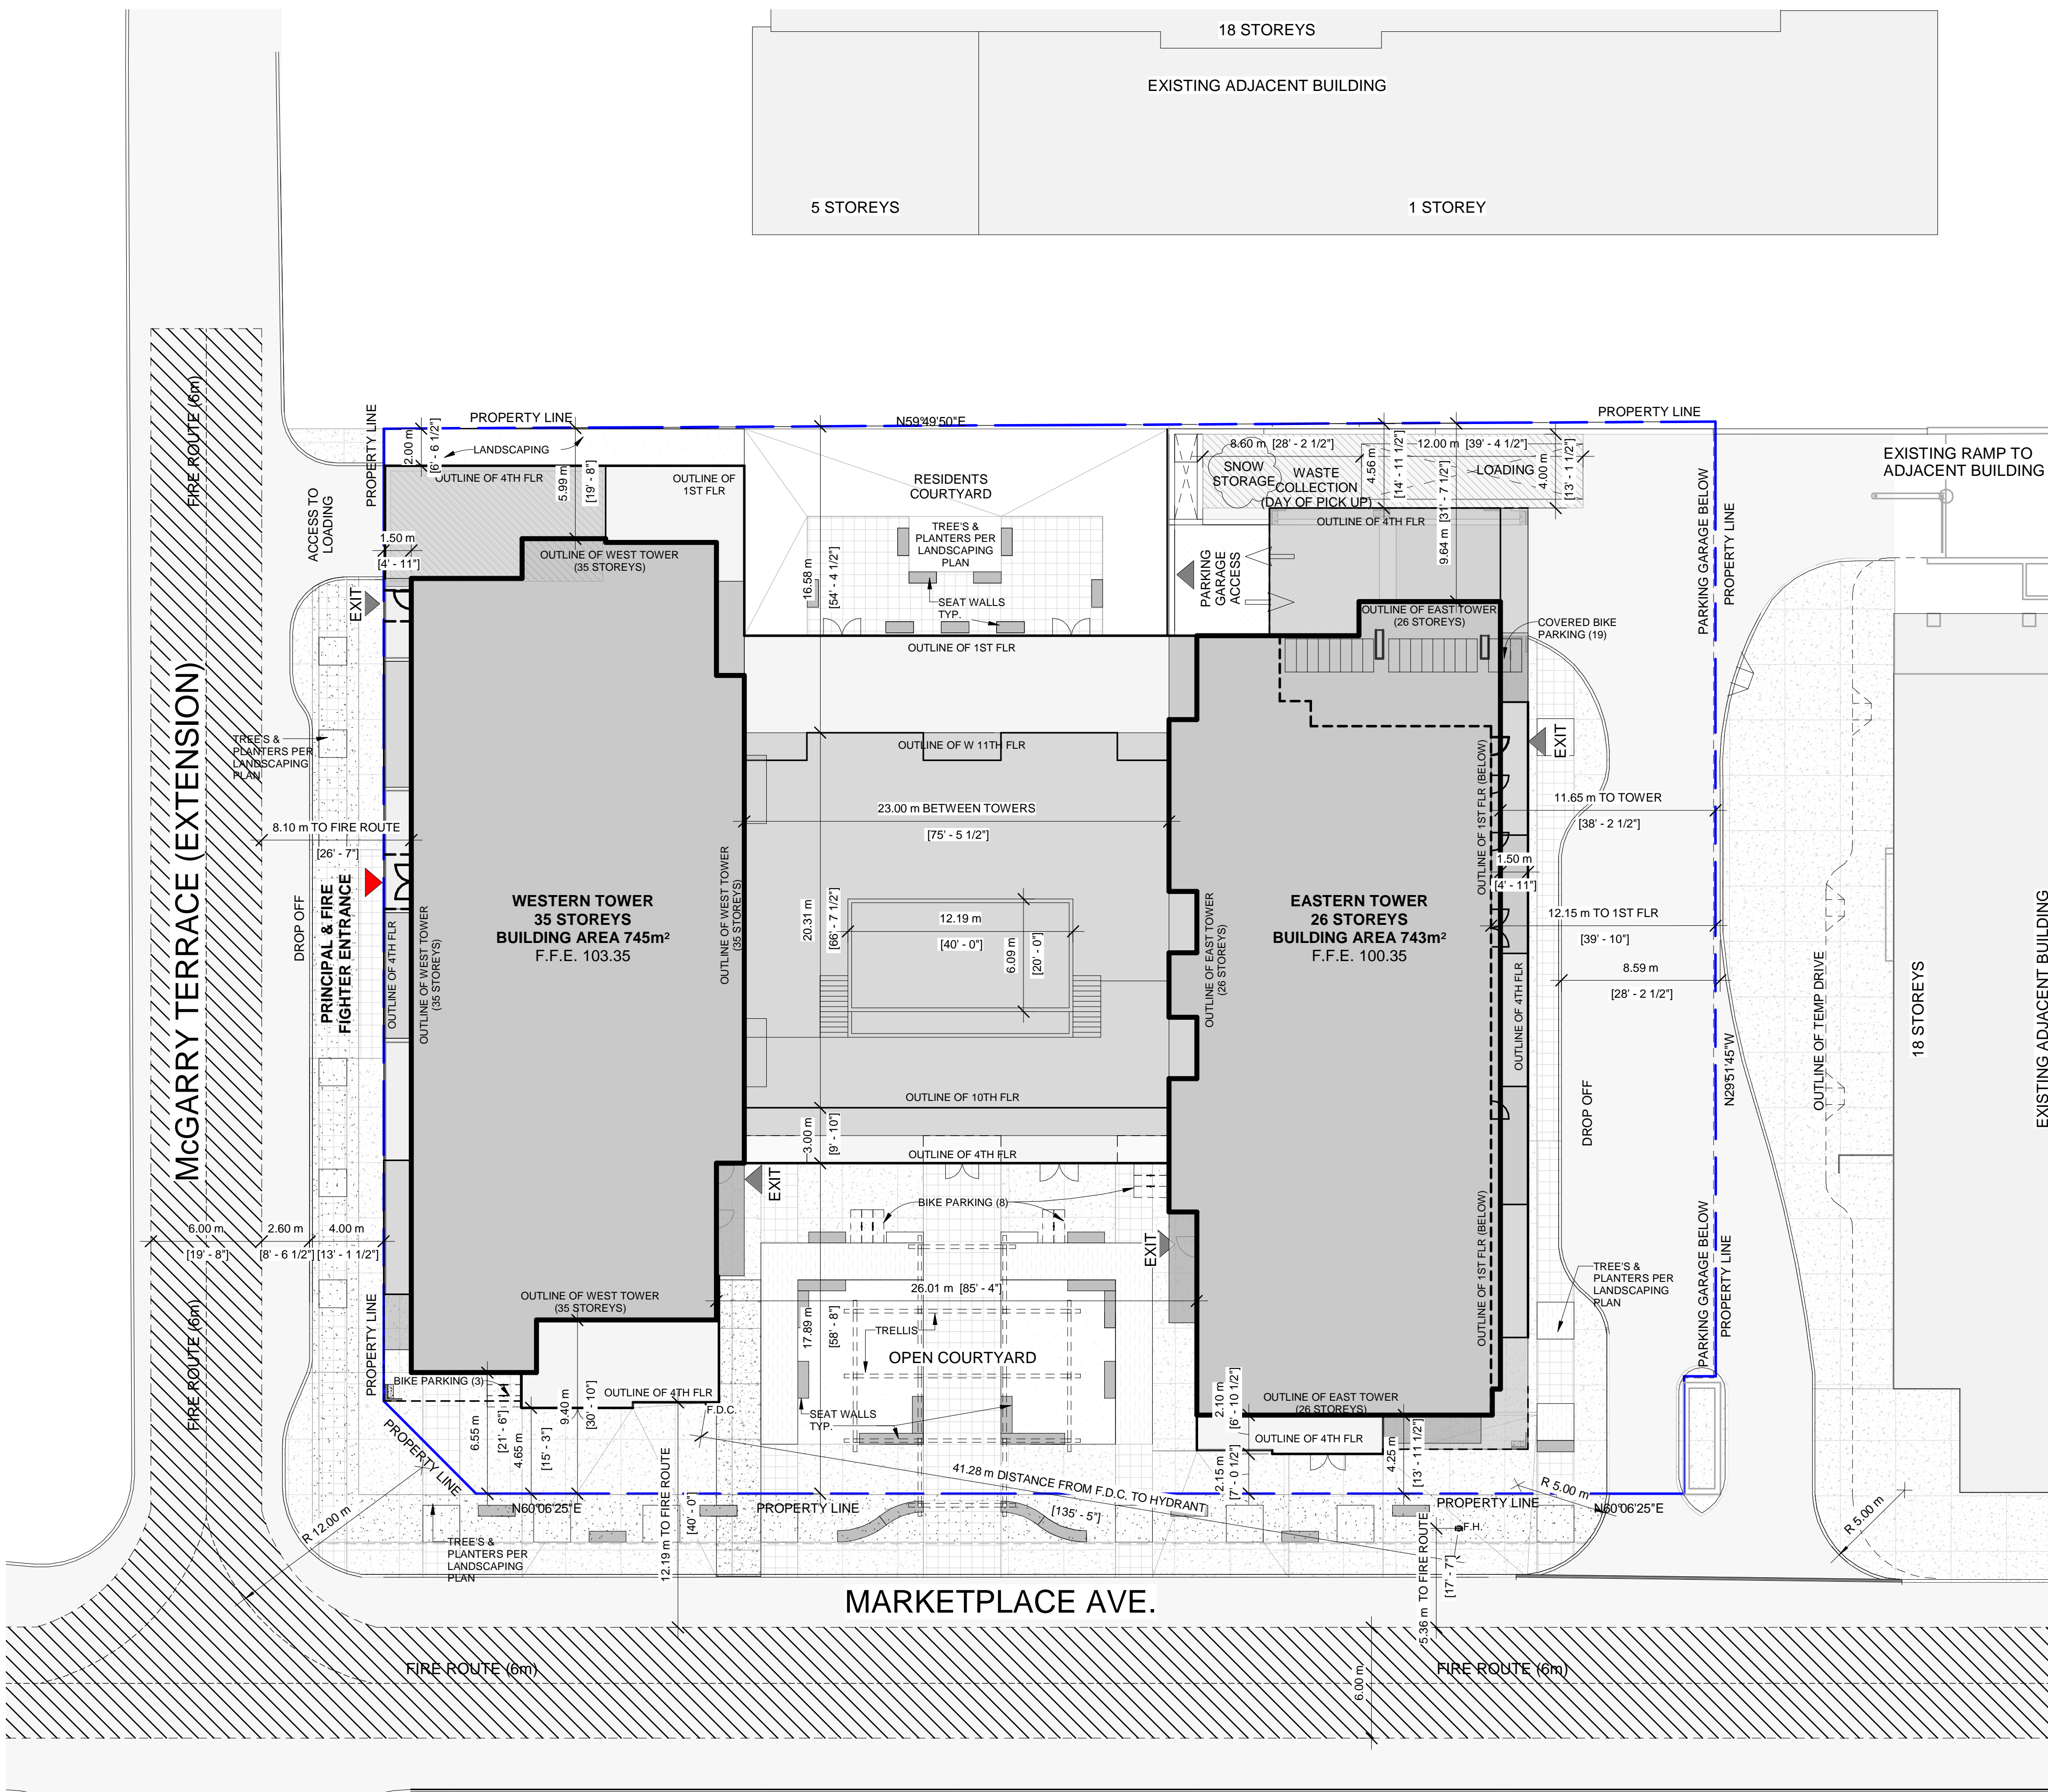 18 STOREYS
EXISTING ADJACENT BUILDING
5 STOREYS
1 STOREY
FIRE ROUTE (6m)
PROPERTY LINE
PROPERTY LINE
N59°49'50"E
PROPERTY LINE
2.00 m
[6' - 6 1/2"]
LANDSCAPING
OUTLINE OF 4TH FLR
5.99 m
[19' - 8"]
OUTLINE OF
1ST FLR
RESIDENTS
COURTYARD
8.60 m [28' - 2 1/2"]
SNOW
STORAGE
WASTE
COLLECTION
(DAY OF PICK UP)
4.56 m
[14' - 11 1/2"]
12.00 m [39' - 4 1/2"]
LOADING
4.00 m
[13' - 1 1/2"]
9.64 m [31' - 7 1/2"]
EXISTING RAMP TO
ADJACENT BUILDING
PARKING GARAGE BELOW
PROPERTY LINE
ACCESS TO
LOADING
1.50 m
[4' - 11"]
OUTLINE OF WEST TOWER
(35 STOREYS)
TREE'S &
PLANTERS PER
LANDSCAPING
PLAN
16.58 m
[54' - 4 1/2"]
SEAT WALLS
TYP.
OUTLINE OF 4TH FLR
PARKING
GARAGE
ACCESS
OUTLINE OF EAST TOWER
(26 STOREYS)
COVERED BIKE
PARKING (19)
EXIT
OUTLINE OF 1ST FLR
McGARRY TERRACE (EXTENSION)
TREE'S &
PLANTERS PER
LANDSCAPING
PLAN
OUTLINE OF W 11TH FLR
EXIT
OUTLINE OF 1ST FLR (BELOW)
23.00 m BETWEEN TOWERS
[75' - 5 1/2"]
11.65 m TO TOWER
[38' - 2 1/2"]
8.10 m TO FIRE ROUTE
[26' - 7"]
1.50 m
[4' - 11"]
DROP OFF
PRINCIPAL & FIRE
FIGHTER ENTRANCE
OUTLINE OF 4TH FLR
OUTLINE OF WEST TOWER
(35 STOREYS)
WESTERN TOWER
35 STOREYS
BUILDING AREA 745m²
F.F.E. 103.35
OUTLINE OF WEST TOWER
(35 STOREYS)
20.31 m
[66' - 7 1/2"]
12.19 m
[40' - 0"]
6.09 m
[20' - 0"]
OUTLINE OF EAST TOWER
(26 STOREYS)
EASTERN TOWER
26 STOREYS
BUILDING AREA 743m²
F.F.E. 100.35
12.15 m TO 1ST FLR
[39' - 10"]
8.59 m
[28' - 2 1/2"]
OUTLINE OF 4TH FLR
DROP OFF
N29°51'45"W
OUTLINE OF TEMP DRIVE
18 STOREYS
EXISTING ADJACENT BUILDING
OUTLINE OF 10TH FLR
3.00 m
[9' - 10"]
OUTLINE OF 4TH FLR
EXIT
BIKE PARKING (8)
EXIT
6.00 m
[19' - 8"]
2.60 m
[8' - 6 1/2"]
4.00 m
[13' - 1 1/2"]
FIRE ROUTE (6m)
PROPERTY LINE
OUTLINE OF WEST TOWER
(35 STOREYS)
26.01 m [85' - 4"]
17.89 m
[58' - 8"]
TRELLIS
OPEN COURTYARD
OUTLINE OF 1ST FLR (BELOW)
TREE'S &
PLANTERS PER
LANDSCAPING
PLAN
PARKING GARAGE BELOW
PROPERTY LINE
BIKE PARKING (3)
OUTLINE OF 4TH FLR
F.D.C.
SEAT WALLS
TYP.
2.10 m
[6' - 10 1/2"]
OUTLINE OF EAST TOWER
(26 STOREYS)
OUTLINE OF 4TH FLR
PROPERTY LINE
6.55 m
[21' - 6"]
4.65 m
[15' - 3"]
9.40 m
[30' - 10"]
2.15 m
[7' - 0 1/2"]
4.25 m
[13' - 11 1/2"]
41.28 m DISTANCE FROM F.D.C. TO HYDRANT
[135' - 5"]
R 5.00 m
R 12.00 m
N60°06'25"E
PROPERTY LINE
PROPERTY LINE
N60°06'25"E
F.H.
R 5.00 m
TREE'S &
PLANTERS PER
LANDSCAPING
PLAN
12.19 m TO FIRE ROUTE
[40' - 0"]
5.36 m TO FIRE ROUTE
[17' - 7"]
MARKETPLACE AVE.
FIRE ROUTE (6m)
6.00 m
FIRE ROUTE (6m)